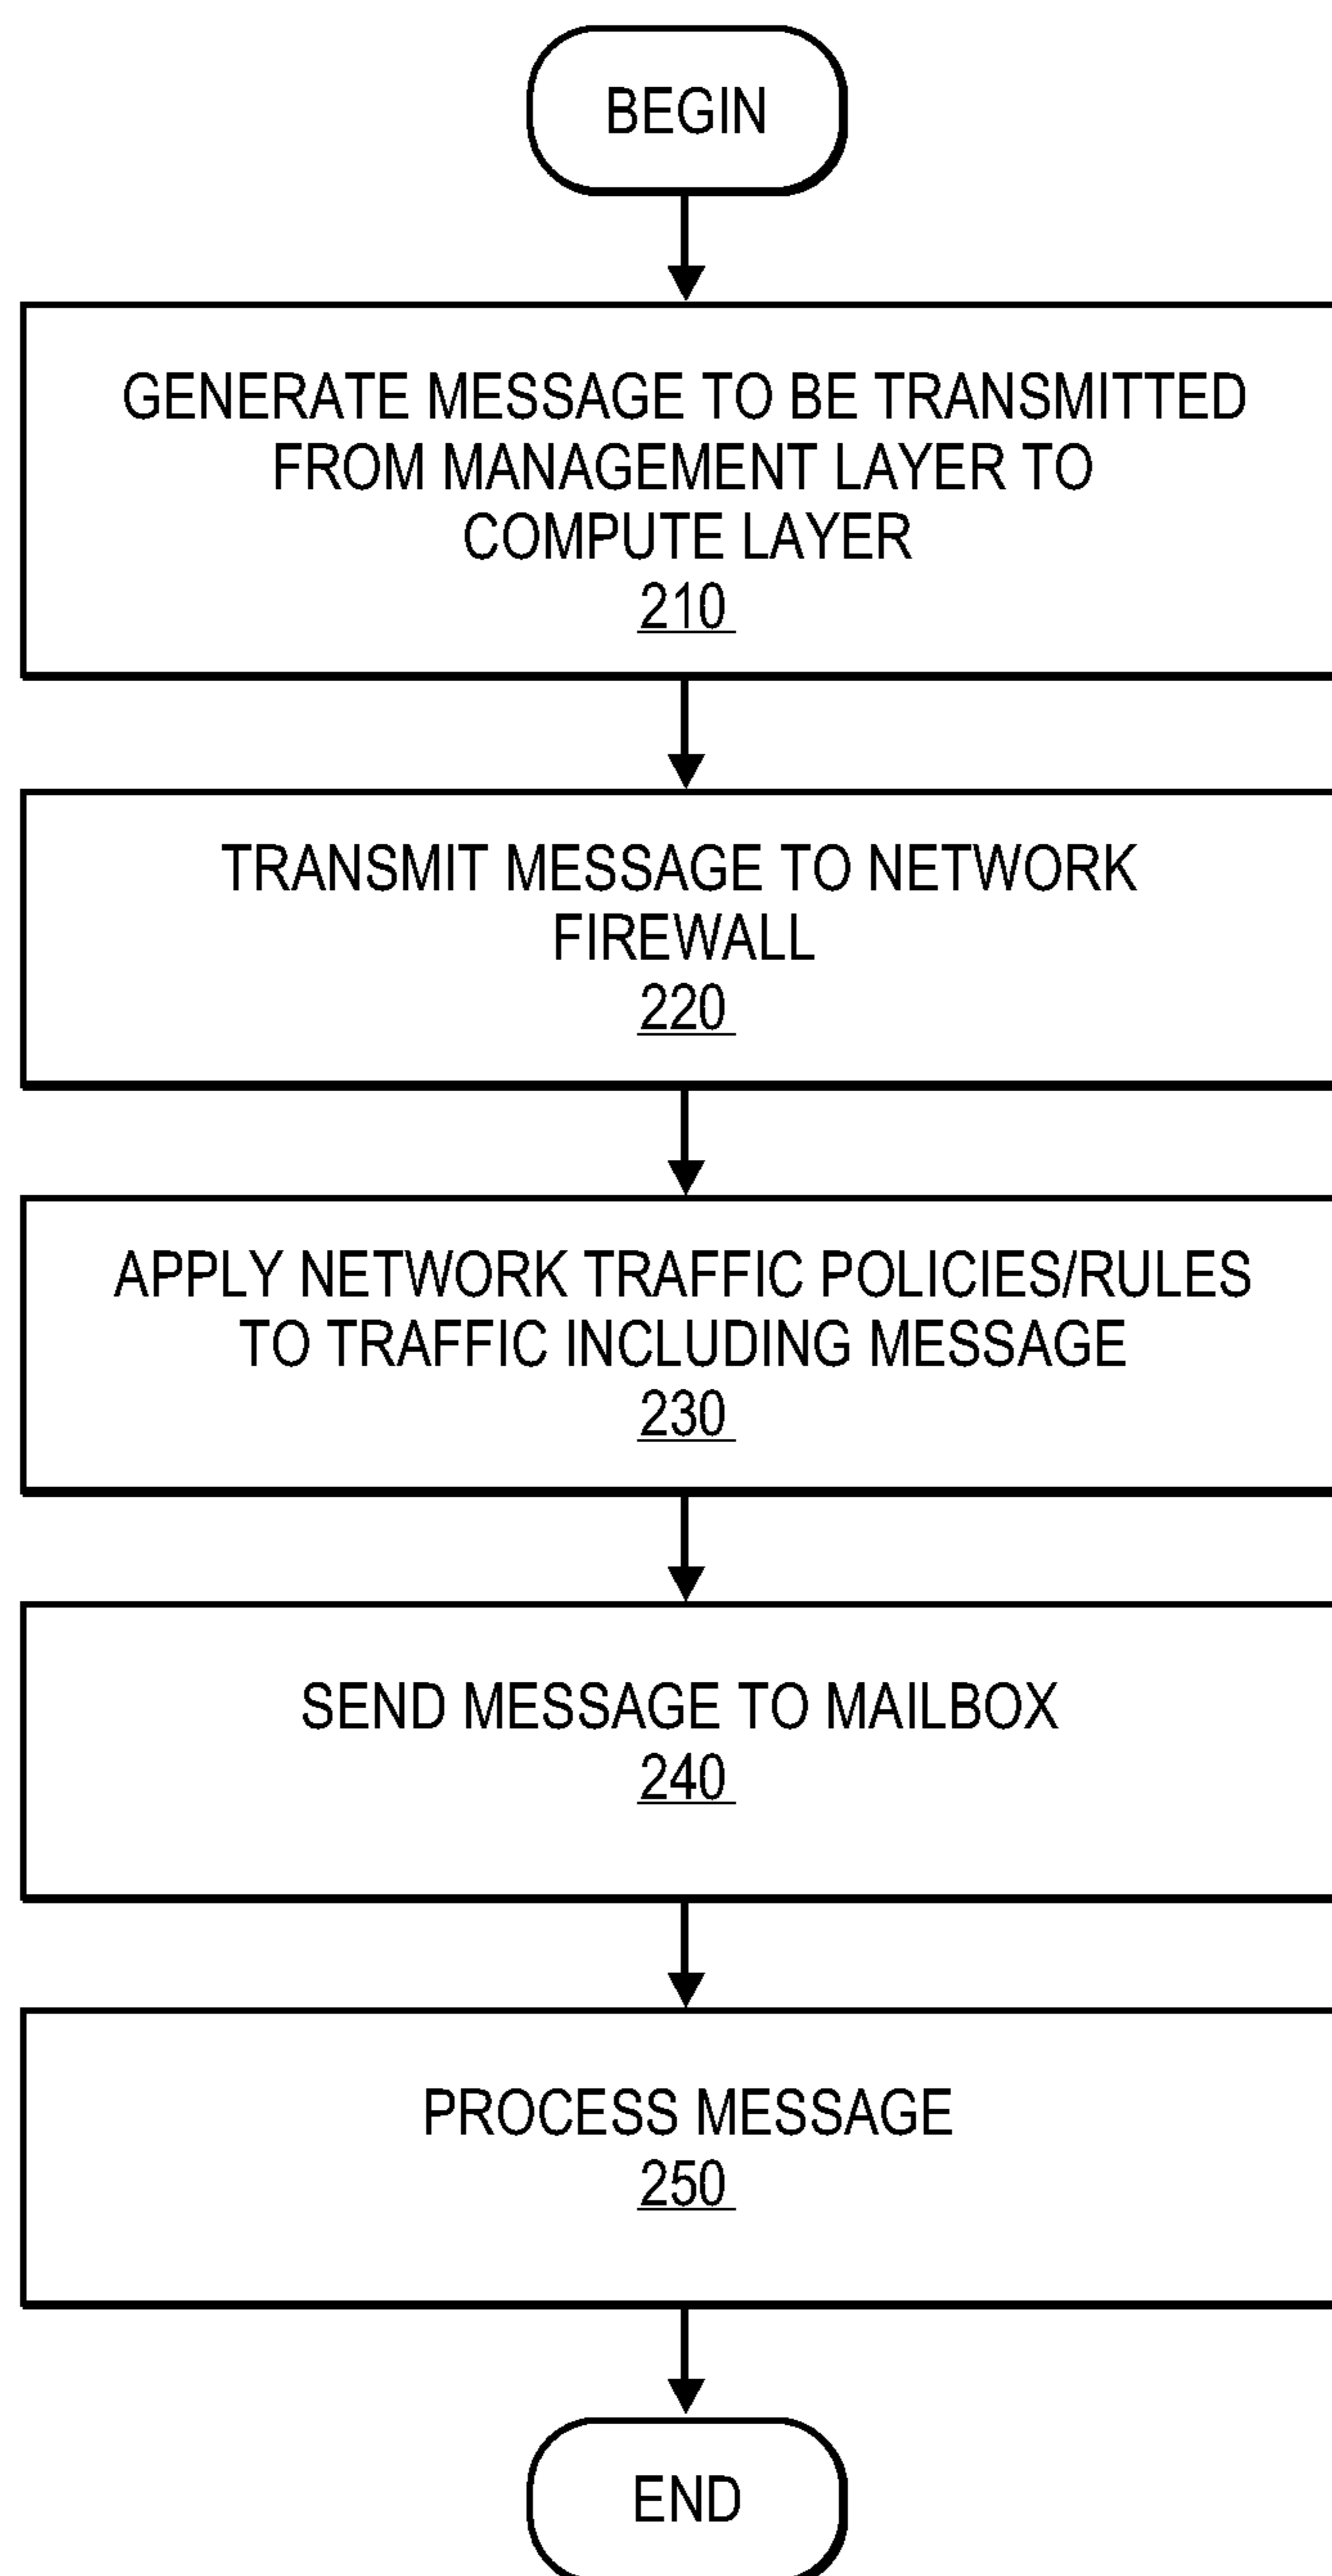 BEGIN
GENERATE MESSAGE TO BE TRANSMITTED
FROM MANAGEMENT LAYER TO
COMPUTE LAYER
210
TRANSMIT MESSAGE TO NETWORK
FIREWALL
220
APPLY NETWORK TRAFFIC POLICIES/RULES
TO TRAFFIC INCLUDING MESSAGE
230
SEND MESSAGE TO MAILBOX
240
PROCESS MESSAGE
250
END